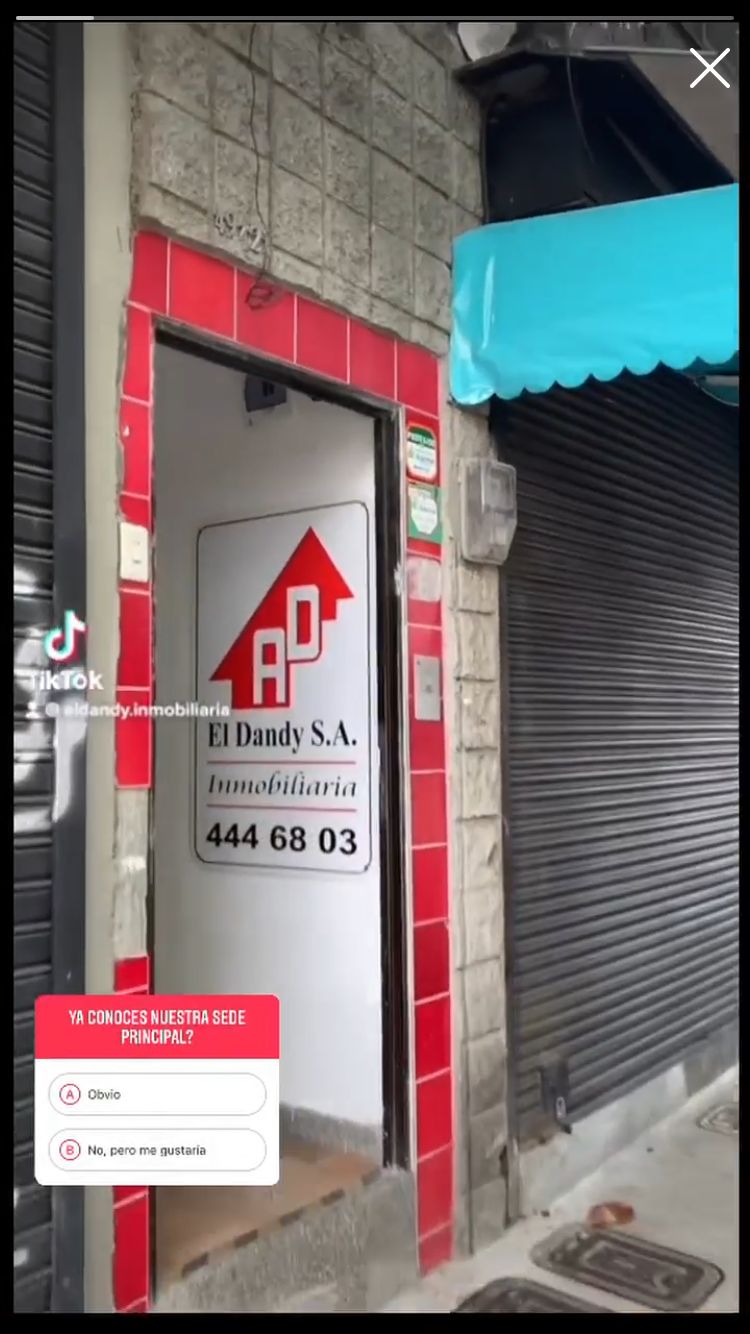 AD
El Dandy S.A.
Inmobiliaria
444 68 03
TikTok
@eldandy.inmobiliaria
YA CONOCES NUESTRA SEDE
PRINCIPAL?
A Obvio
B No, pero me gustaría